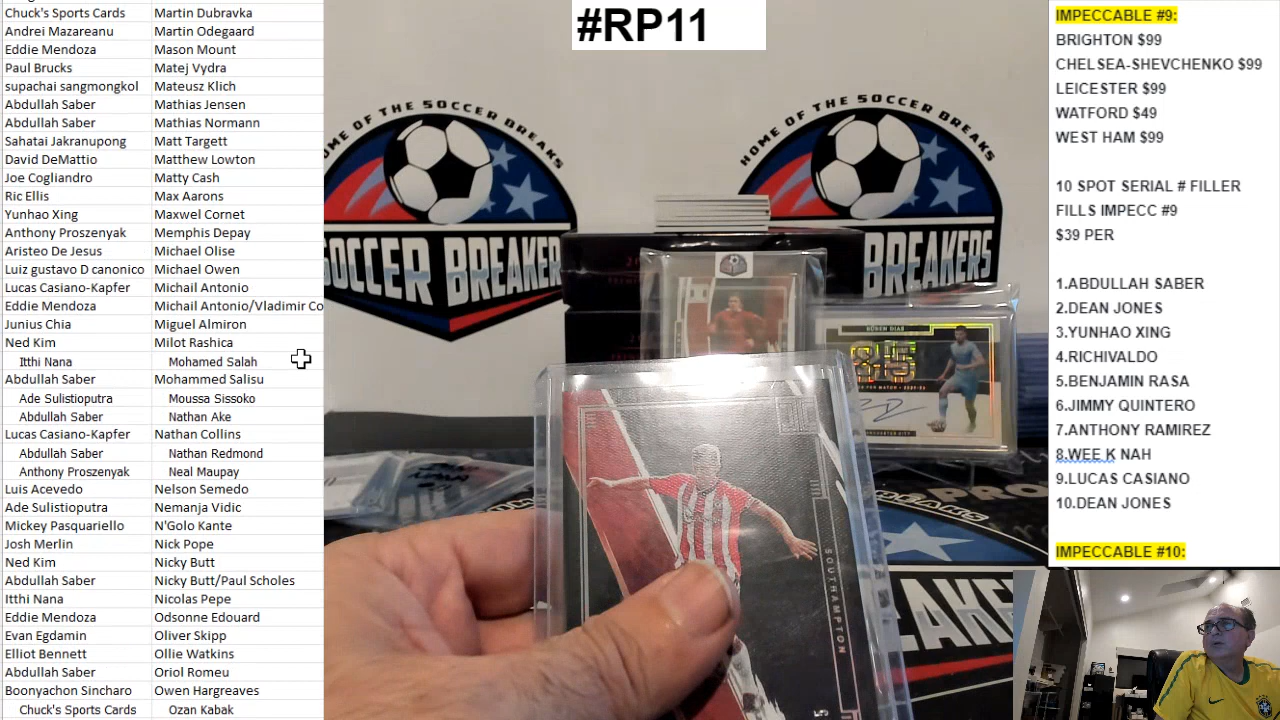 #RP11
Chuck's Sports Cards Martin Dubravka
Andrei Mazareanu Martin Odegaard
Eddie Mendoza Mason Mount
Paul Brucks Matej Vydra
supachai sangmongkol Mateusz Klich
Abdullah Saber Mathias Jensen
Abdullah Saber Mathias Normann
Sahatai Jakranupong Matt Targett
David DeMattio Matthew Lowton
Joe Cogliandro Matty Cash
Ric Ellis Max Aarons
Yunhao Xing Maxwel Cornet
Anthony Proszenyak Memphis Depay
Aristeo De Jesus Michael Olise
Luiz gustavo D canonico Michael Owen
Lucas Casiano-Kapfer Michail Antonio
Eddie Mendoza Michail Antonio/Vladimir Co
Junius Chia Miguel Almiron
Ned Kim Milot Rashica
Itthi Nana Mohamed Salah
Abdullah Saber Mohammed Salisu
Ade Sulistioputra Moussa Sissoko
Abdullah Saber Nathan Ake
Lucas Casiano-Kapfer Nathan Collins
Abdullah Saber Nathan Redmond
Anthony Proszenyak Neal Maupay
Luis Acevedo Nelson Semedo
Ade Sulistioputra Nemanja Vidic
Mickey Pasquariello N'Golo Kante
Josh Merlin Nick Pope
Ned Kim Nicky Butt
Abdullah Saber Nicky Butt/Paul Scholes
Itthi Nana Nicolas Pepe
Eddie Mendoza Odsonne Edouard
Evan Egdamin Oliver Skipp
Elliot Bennett Ollie Watkins
Abdullah Saber Oriol Romeu
Boonyachon Sincharo Owen Hargreaves
Chuck's Sports Cards Ozan Kabak
OME OF THE SOCCER BREAKS
SOCCER BREAKERS
HOME OF THE SOCCER BREAKS
BREAKERS
RÚBEN DIAS
SOUTHAMPTON
IMPECCABLE #9:
BRIGHTON $99
CHELSEA-SHEVCHENKO $99
LEICESTER $99
WATFORD $49
WEST HAM $99
10 SPOT SERIAL # FILLER
FILLS IMPECC #9
$39 PER
1.ABDULLAH SABER
2.DEAN JONES
3.YUNHAO XING
4.RICHIVALDO
5.BENJAMIN RASA
6.JIMMY QUINTERO
7.ANTHONY RAMIREZ
8.WEE K NAH
9.LUCAS CASIANO
10.DEAN JONES
IMPECCABLE #10: